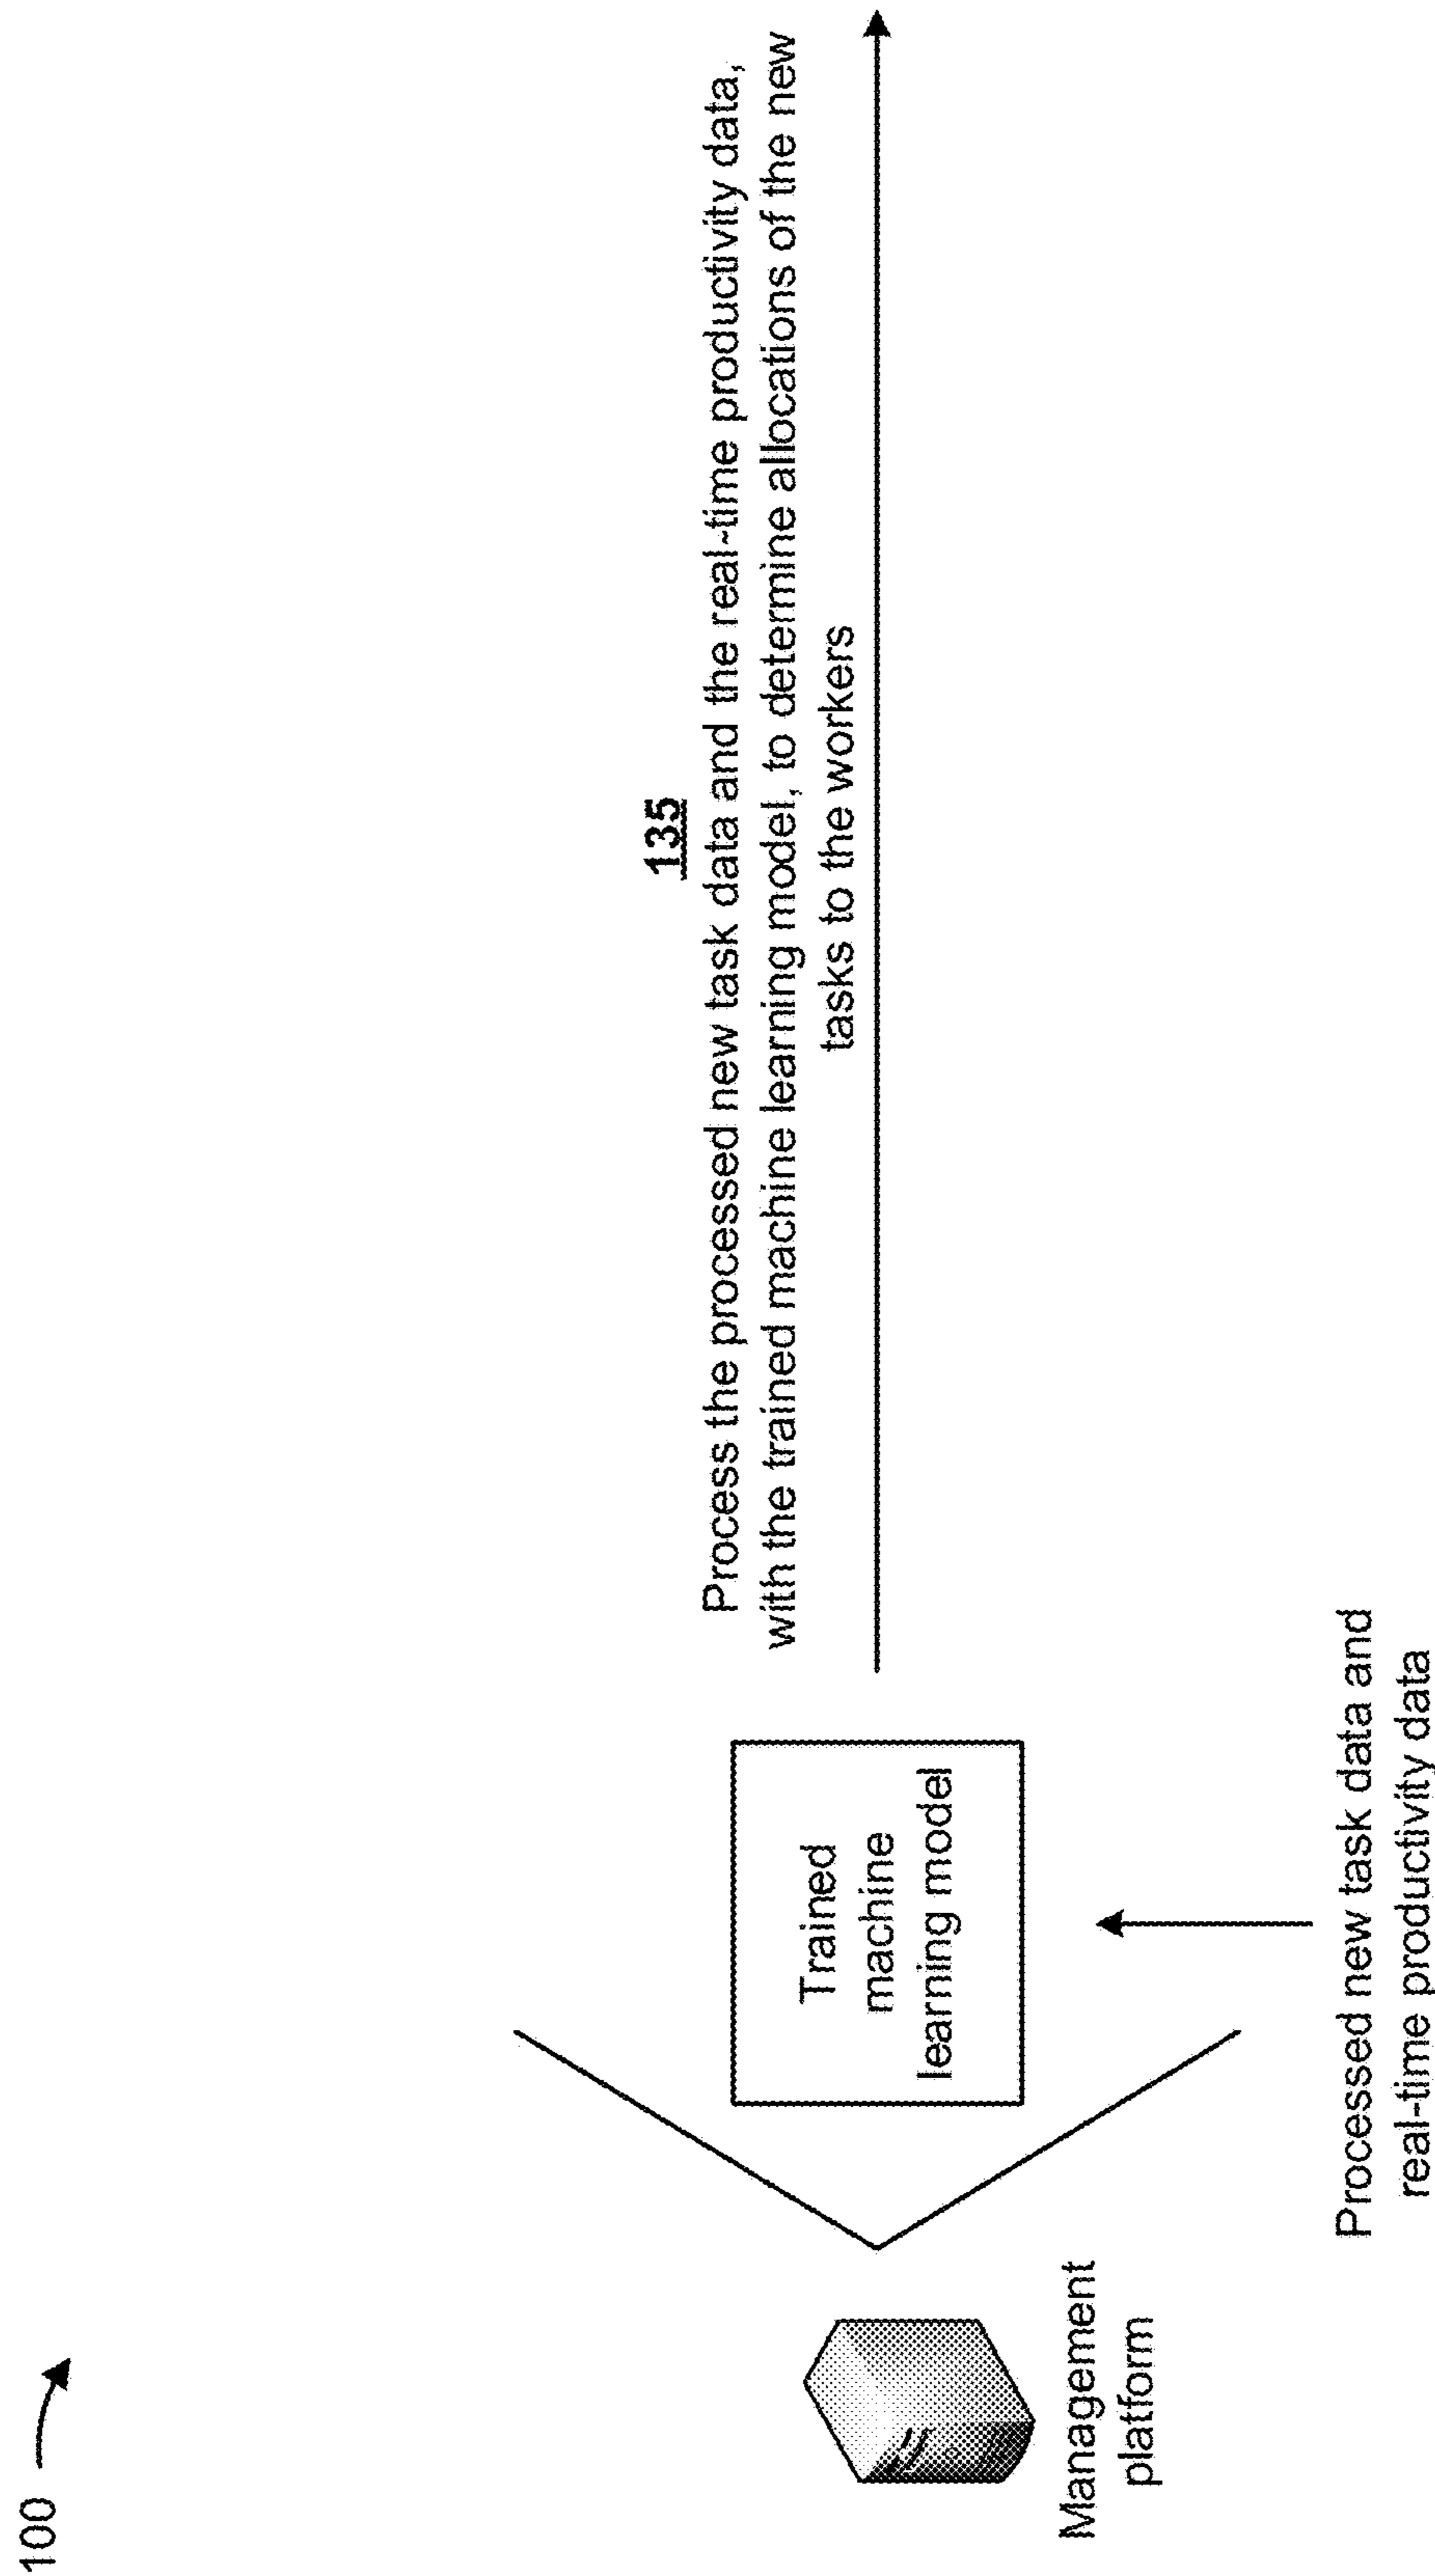 100
135
Process the processed new task data and the real-time productivity data,
with the trained machine learning model, to determine allocations of the new
tasks to the workers
Trained
machine
learning model
Management
platform
Processed new task data and
real-time productivity data